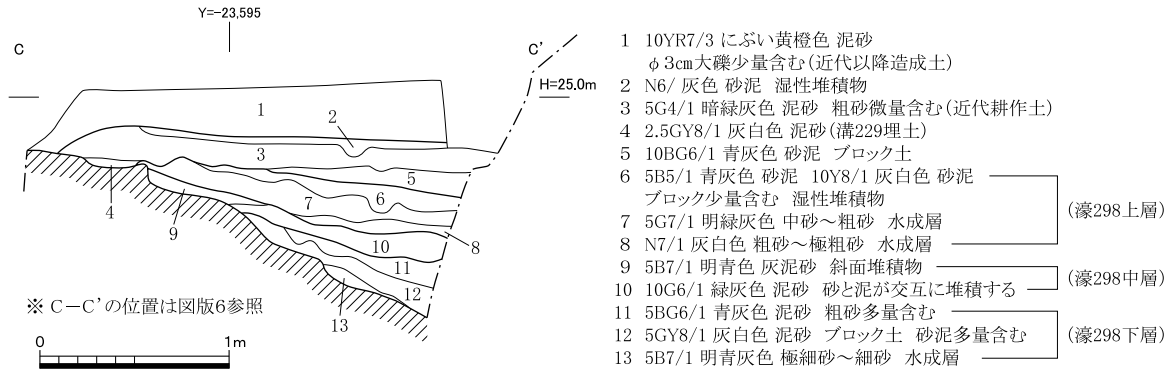 Y=-23,595
C
C'
H=25.0m
1
2
3
4
5
6
7
8
9
10
11
12
13
※ C-C'の位置は図版6参照
0
1m
1 10YR7/3 にぶい黄橙色 泥砂
φ3㎝大礫少量含む(近代以降造成土)
2 N6/ 灰色 砂泥 湿性堆積物
3 5G4/1 暗緑灰色 泥砂 粗砂微量含む(近代耕作土)
4 2.5GY8/1 灰白色 泥砂(溝229埋土)
5 10BG6/1 青灰色 砂泥 ブロック土
6 5B5/1 青灰色 砂泥 10Y8/1 灰白色 砂泥
ブロック少量含む 湿性堆積物
7 5G7/1 明緑灰色 中砂～粗砂 水成層
8 N7/1 灰白色 粗砂～極粗砂 水成層
(濠298上層)
9 5B7/1 明青色 灰泥砂 斜面堆積物
10 10G6/1 緑灰色 泥砂 砂と泥が交互に堆積する
(濠298中層)
11 5BG6/1 青灰色 泥砂 粗砂多量含む
12 5GY8/1 灰白色 泥砂 ブロック土 砂泥多量含む
13 5B7/1 明青灰色 極細砂～細砂 水成層
(濠298下層)